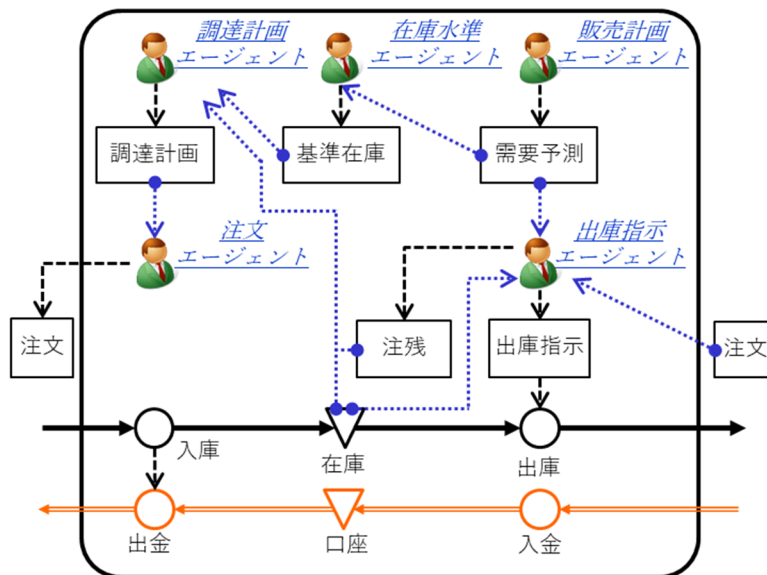 調達計画
エージェント
在庫水準
エージェント
販売計画
エージェント
調達計画
基準在庫
需要予測
注文
エージェント
出庫指示
エージェント
注文
注残
出庫指示
注文
入庫
在庫
出庫
出金
口座
入金